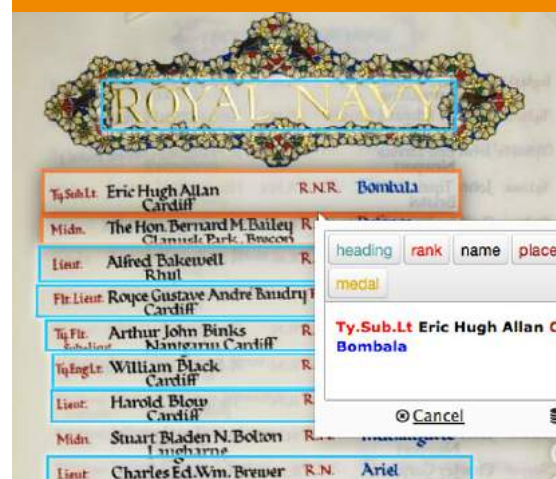 ROYAL NAVY
Ty.Sub.Lt. Eric Hugh Allan R.N.R. Bombala
Cardiff
Midn. The Hon. Bernard M. Bailey
Glanusk Park, Brecon
Lieut. Alfred Bakewell
Rhyl
Flt.Lieut. Royce Gustave André Baudry
Cardiff
Ty.Flt. Arthur John Binks
Nantgarw Cardiff
Ty.Eng.Lt. William Black
Cardiff
Lieut. Harold Blow
Cardiff
Midn. Stuart Bladen N. Bolton
Laugharne
Lieut. Charles Ed. Wm. Brewer R.N. Ariel
heading rank name place
medal
Ty.Sub.Lt Eric Hugh Allan
Bombala
Cancel